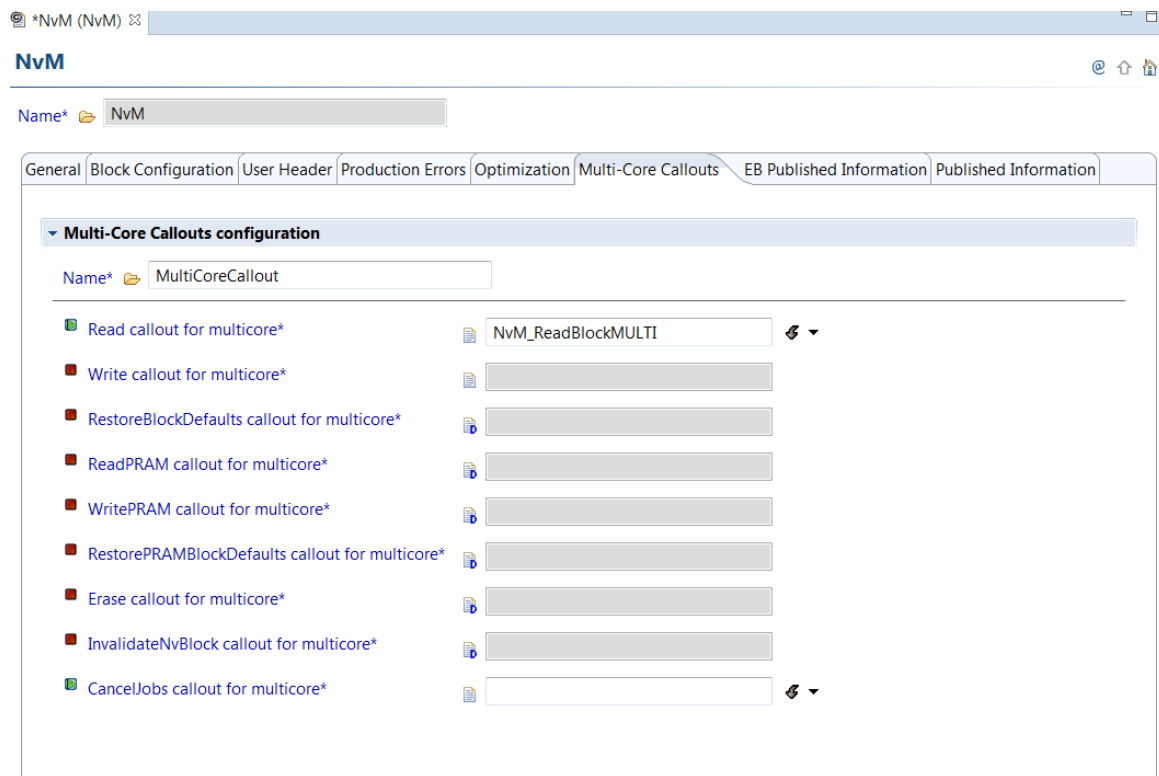 *NvM (NvM)
NvM
@
Name* NvM
General Block Configuration User Header Production Errors Optimization Multi-Core Callouts EB Published Information Published Information
Multi-Core Callouts configuration
Name* MultiCoreCallout
Read callout for multicore* NvM_ReadBlockMULTI
Write callout for multicore*
RestoreBlockDefaults callout for multicore*
ReadPRAM callout for multicore*
WritePRAM callout for multicore*
RestorePRAMBlockDefaults callout for multicore*
Erase callout for multicore*
InvalidateNvBlock callout for multicore*
CancelJobs callout for multicore*